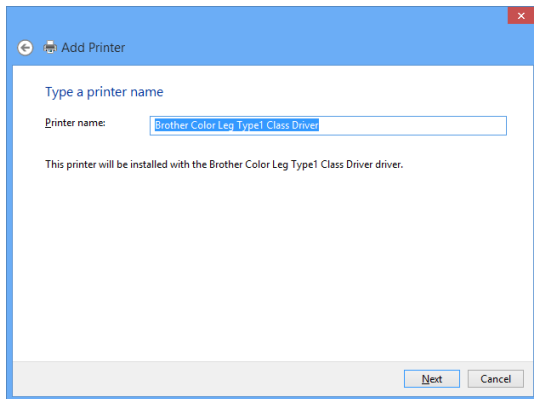 Add Printer
Type a printer name
Printer name:
Brother Color Leg Type1 Class Driver
This printer will be installed with the Brother Color Leg Type1 Class Driver driver.
Next
Cancel